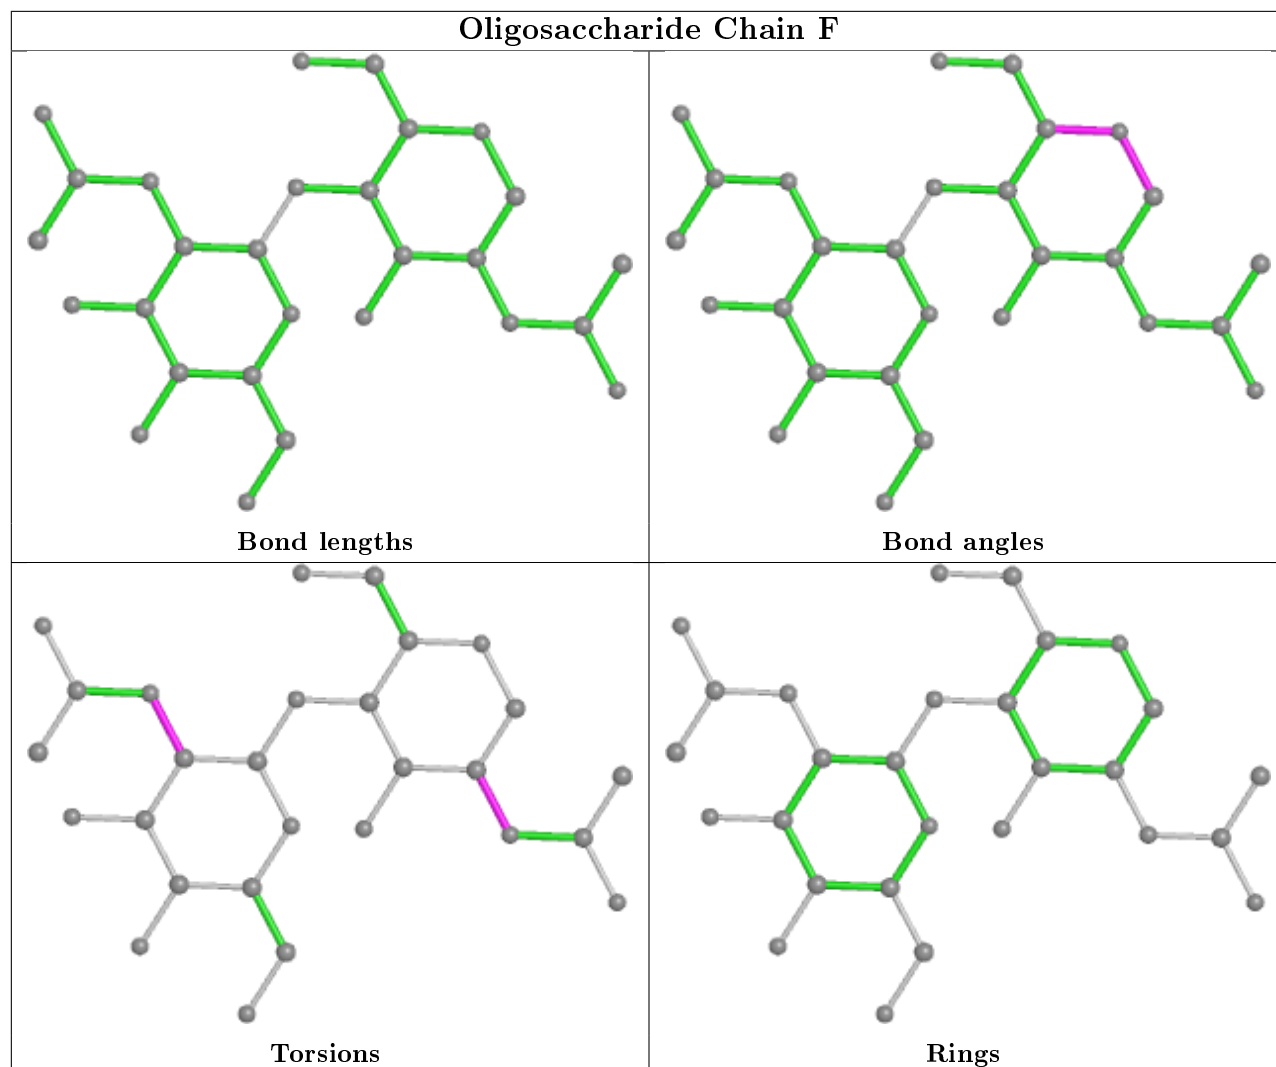 Oligosaccharide Chain F
Bond lengths
Bond angles
Torsions
Rings